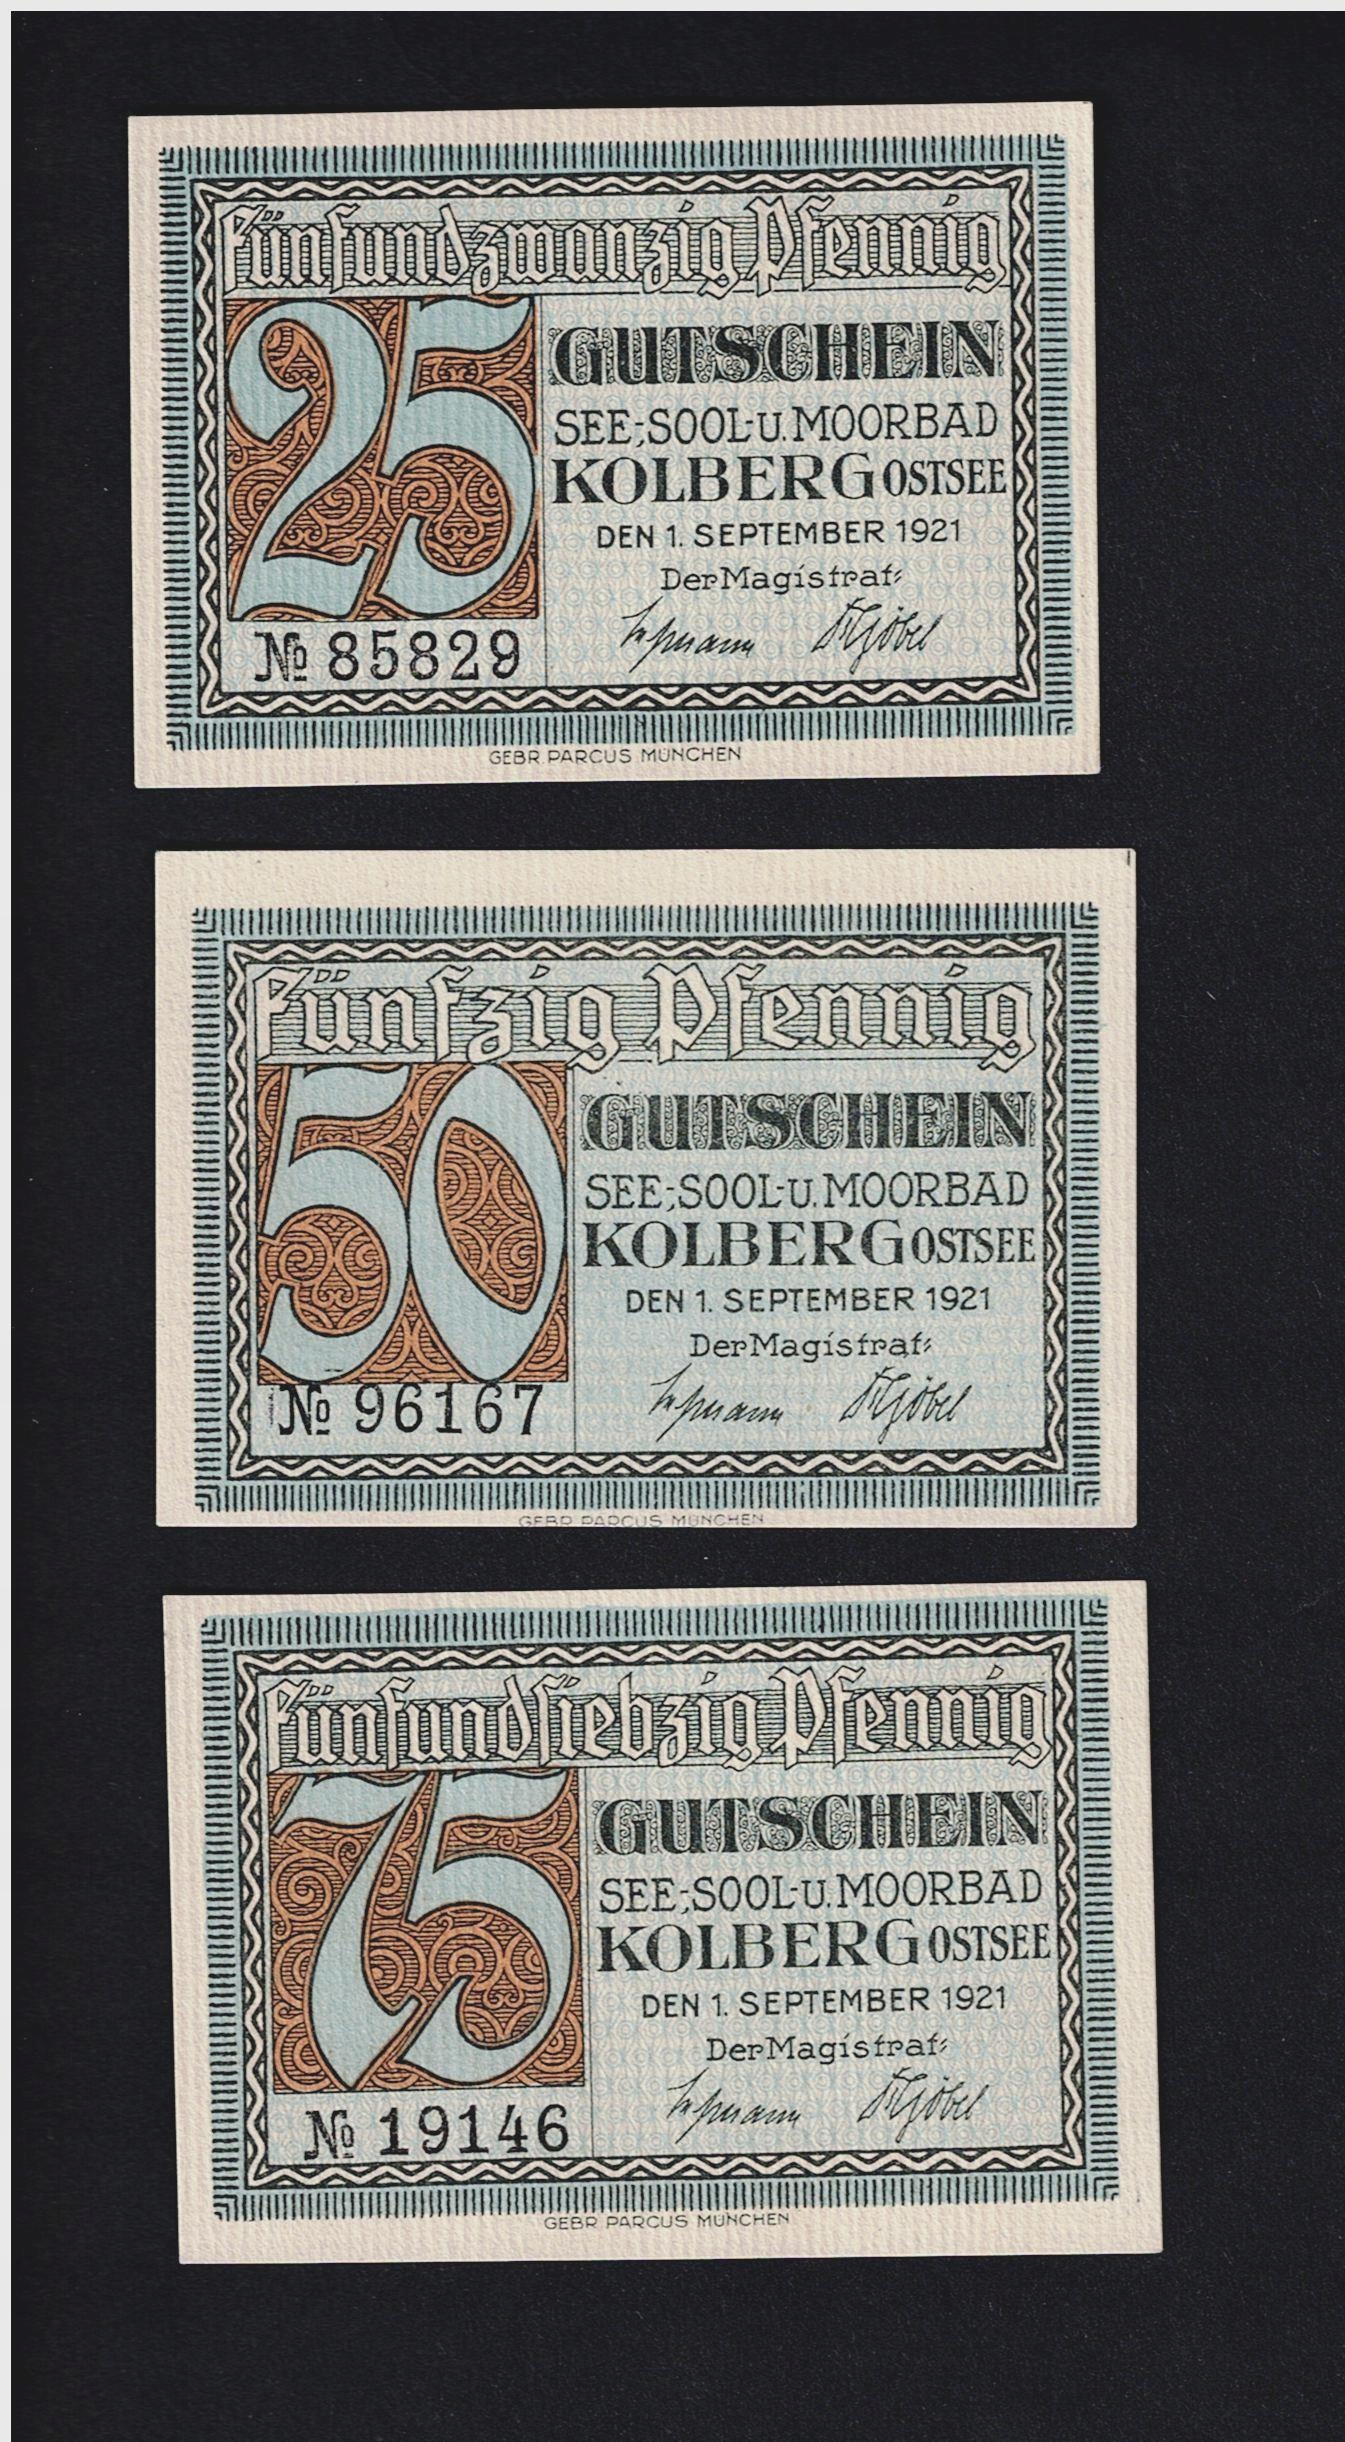 Fünfundzwanzig Pfennig
25
GUTSCHEIN
SEE-,SOOL-U.MOORBAD
KOLBERG OSTSEE
DEN 1. SEPTEMBER 1921
Der Magistrat:
№ 85829
GEBR. PARCUS MÜNCHEN
Fünfzig Pfennig
50
GUTSCHEIN
SEE-,SOOL-U.MOORBAD
KOLBERG OSTSEE
DEN 1. SEPTEMBER 1921
Der Magistrat:
№ 96167
GEBR. PARCUS MÜNCHEN
Fünfundsiebzig Pfennig
75
GUTSCHEIN
SEE-,SOOL-U.MOORBAD
KOLBERG OSTSEE
DEN 1. SEPTEMBER 1921
Der Magistrat:
№ 19146
GEBR. PARCUS MÜNCHEN